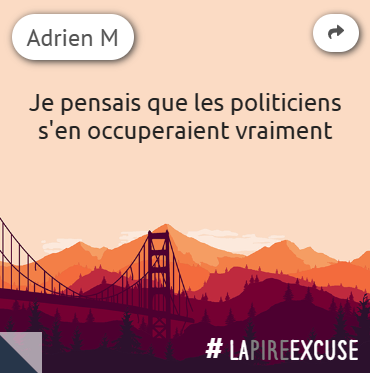 Adrien M
Je pensais que les politiciens
s'en occuperaient vraiment
# LAPIREEXCUSE